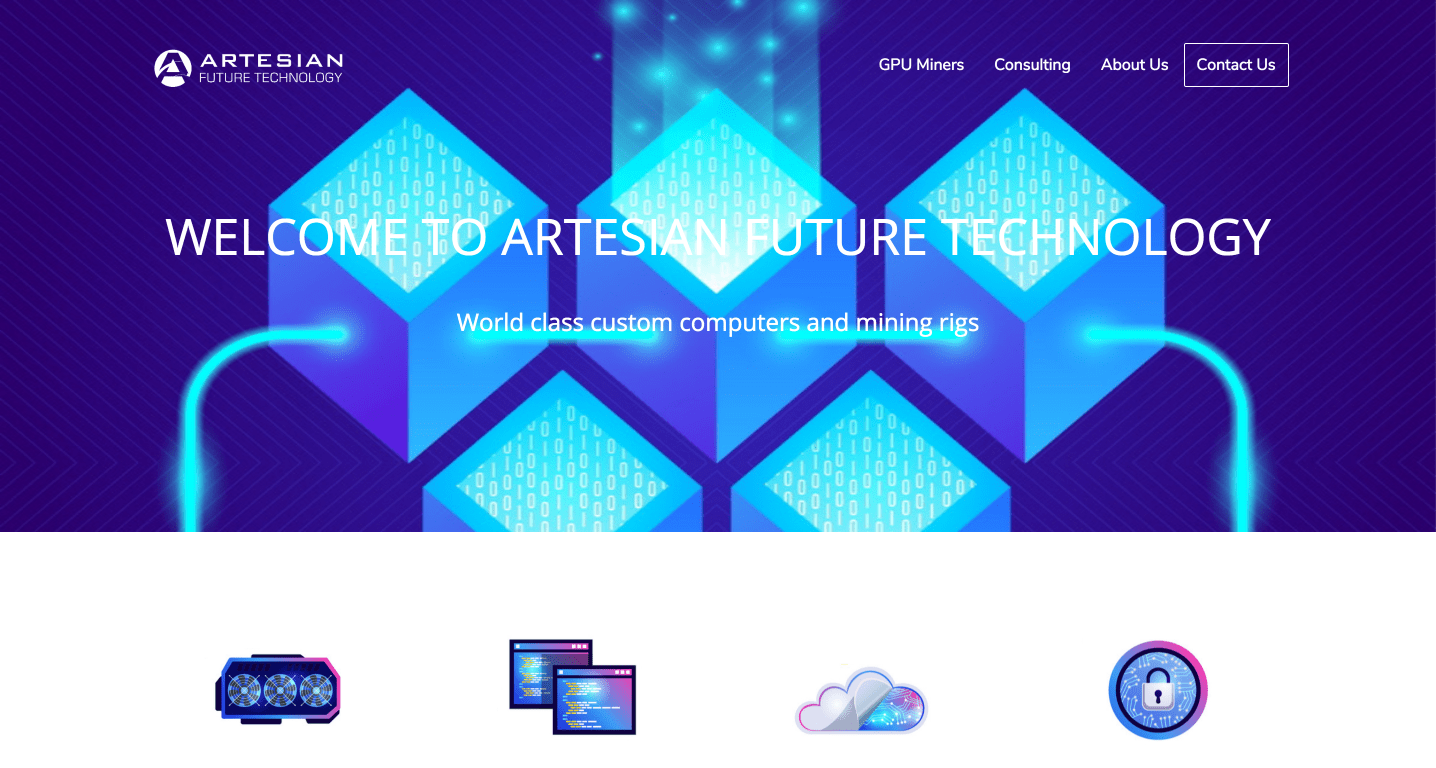 ARTESIAN
FUTURE TECHNOLOGY
GPU Miners
Consulting
About Us
Contact Us
WELCOME TO ARTESIAN FUTURE TECHNOLOGY
World class custom computers and mining rigs